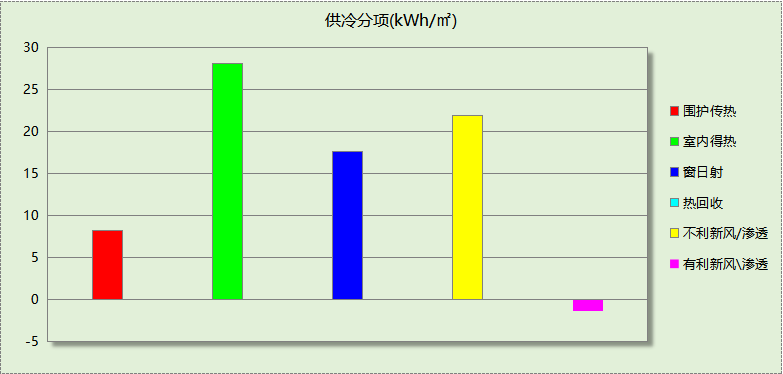 供冷分项(kWh/㎡)
30
25
20
15
10
5
0
-5
围护传热
室内得热
窗日射
热回收
不利新风/渗透
有利新风\渗透